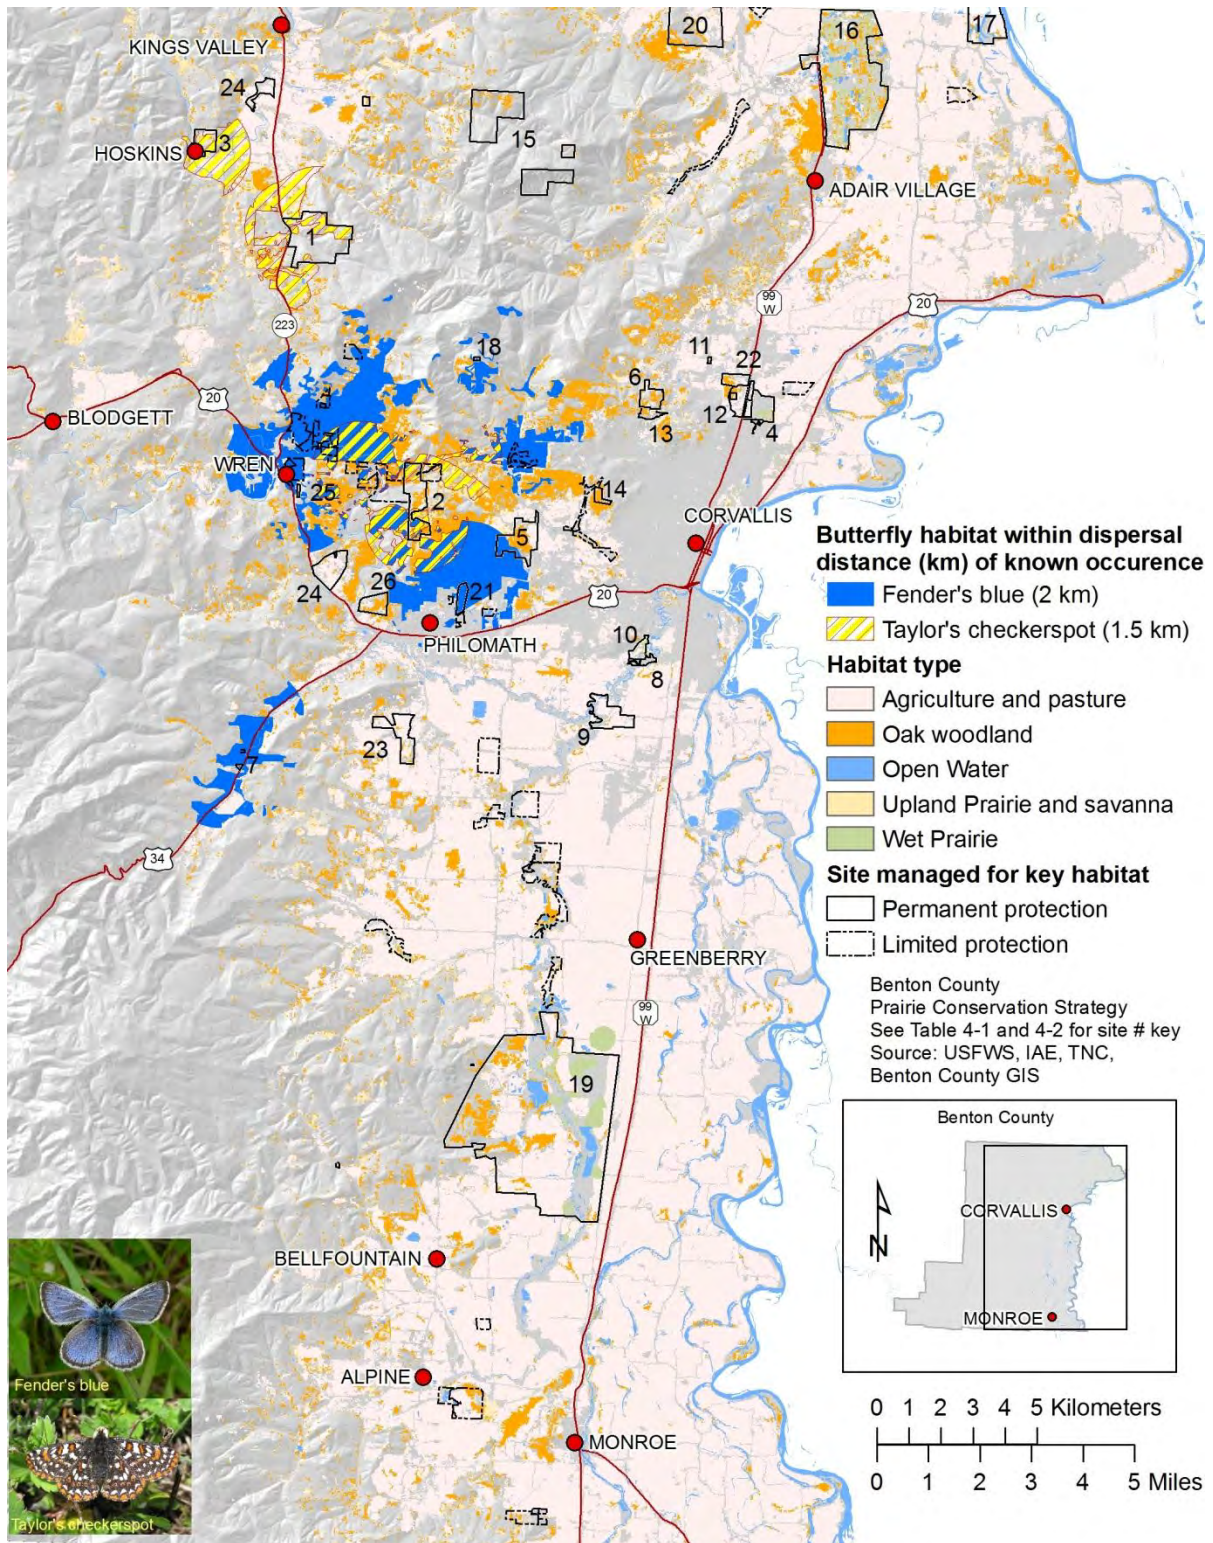 20
16
17
KINGS VALLEY
24
15
3
HOSKINS
ADAIR VILLAGE
1
99
W
20
223
18
11
22
6
20
BLODGETT
12
4
13
WREN
25
2
14
CORVALLIS
5
24
26
21
20
PHILOMATH
10
8
9
23
7
34
GREENBERRY
99
W
19
BELLFOUNTAIN
ALPINE
MONROE
Butterfly habitat within dispersal
distance (km) of known occurence
Fender's blue (2 km)
Taylor's checkerspot (1.5 km)
Habitat type
Agriculture and pasture
Oak woodland
Open Water
Upland Prairie and savanna
Wet Prairie
Site managed for key habitat
Permanent protection
Limited protection
Benton County
Prairie Conservation Strategy
See Table 4-1 and 4-2 for site # key
Source: USFWS, IAE, TNC,
Benton County GIS
Benton County
CORVALLIS
N
MONROE
0 1 2 3 4 5 Kilometers
0 1 2 3 4 5 Miles
Fender's blue
Taylor's checkerspot